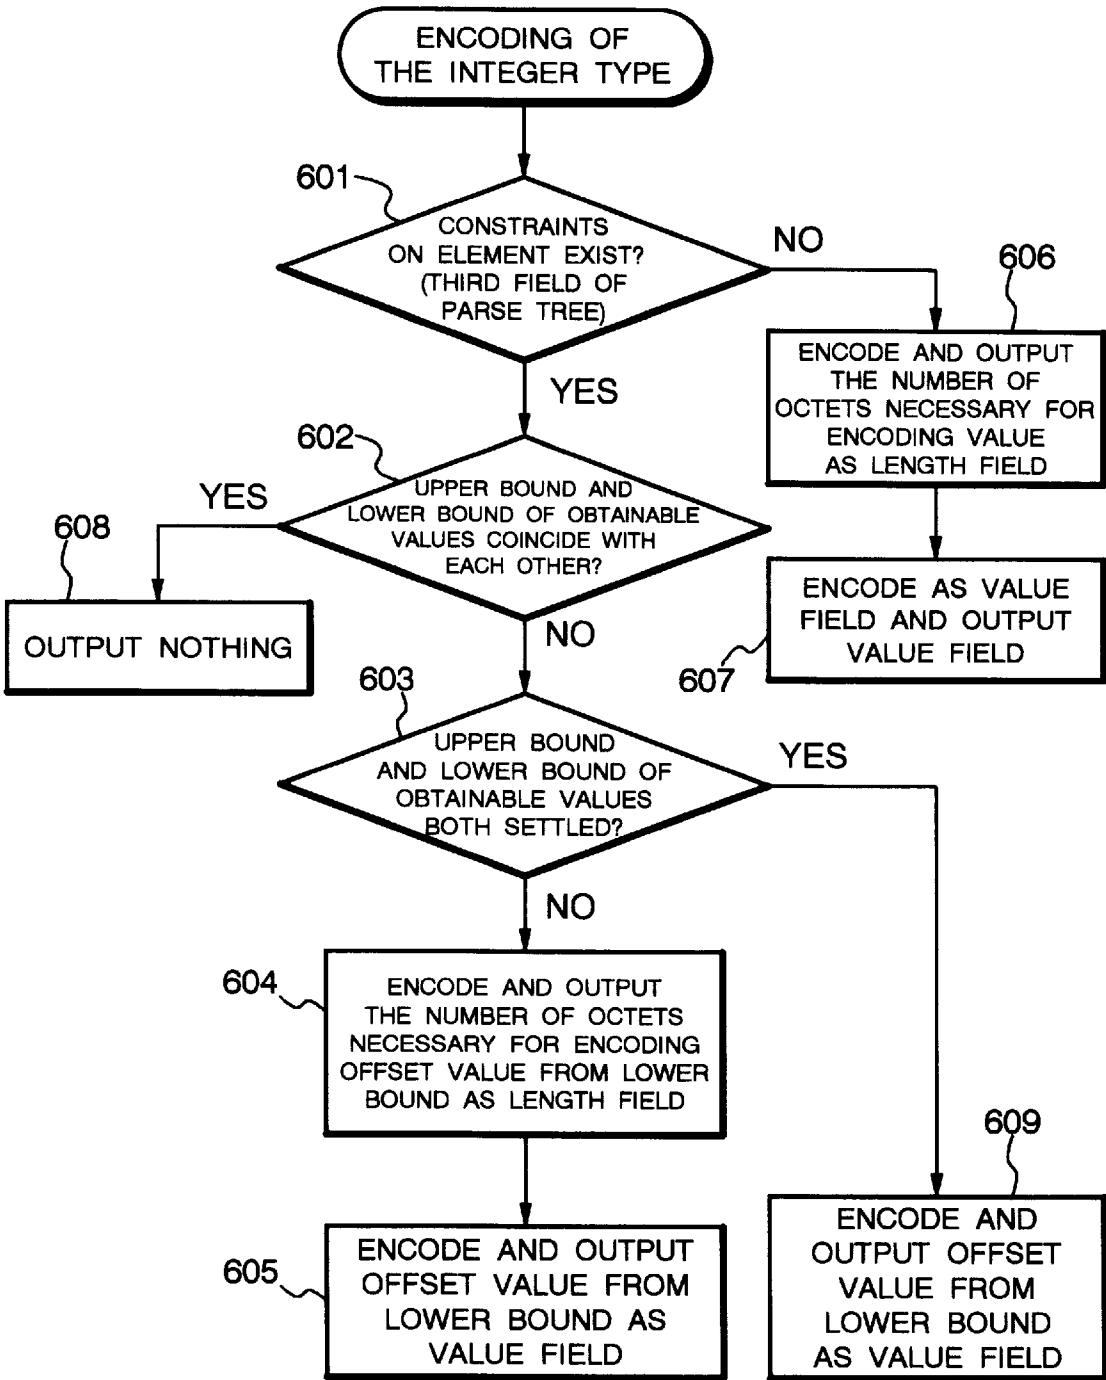 ENCODING OF
THE INTEGER TYPE
601
CONSTRAINTS
ON ELEMENT EXIST?
(THIRD FIELD OF
PARSE TREE)
NO
606
ENCODE AND OUTPUT
THE NUMBER OF
OCTETS NECESSARY FOR
ENCODING VALUE
AS LENGTH FIELD
YES
602
UPPER BOUND AND
LOWER BOUND OF OBTAINABLE
VALUES COINCIDE WITH
EACH OTHER?
YES
608
OUTPUT NOTHING
ENCODE AS VALUE
FIELD AND OUTPUT
VALUE FIELD
607
NO
603
UPPER BOUND
AND LOWER BOUND OF
OBTAINABLE VALUES
BOTH SETTLED?
YES
NO
604
ENCODE AND OUTPUT
THE NUMBER OF OCTETS
NECESSARY FOR ENCODING
OFFSET VALUE FROM LOWER
BOUND AS LENGTH FIELD
609
ENCODE AND
OUTPUT OFFSET
VALUE FROM
LOWER BOUND
AS VALUE FIELD
605
ENCODE AND OUTPUT
OFFSET VALUE FROM
LOWER BOUND AS
VALUE FIELD